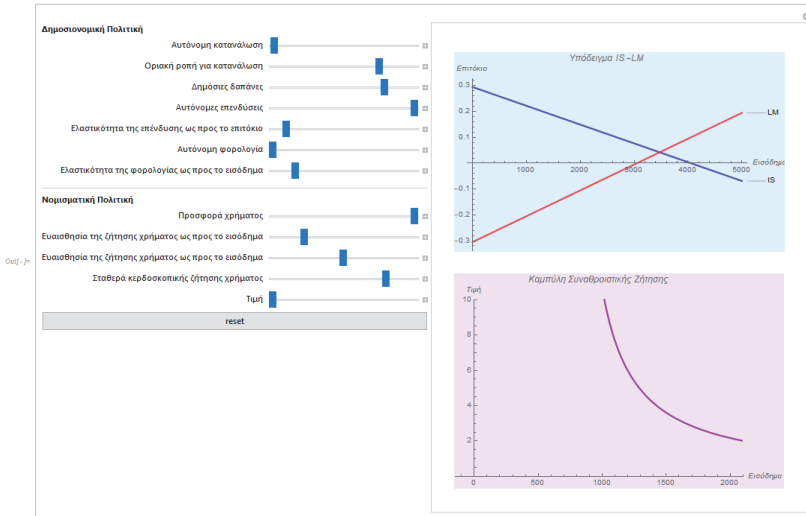 Δημοσιονομική Πολιτική
Αυτόνομη κατανάλωση
Οριακή ροπή για κατανάλωση
Δημόσιες δαπάνες
Αυτόνομες επενδύσεις
Ελαστικότητα της επένδυσης ως προς το επιτόκιο
Αυτόνομη φορολογία
Ελαστικότητα της φορολογίας ως προς το εισόδημα
Νομισματική Πολιτική
Προσφορά χρήματος
Ευαισθησία της ζήτησης χρήματος ως προς το εισόδημα
Out[-]=
Ευαισθησία της ζήτησης χρήματος ως προς το εισόδημα
Σταθερά κερδοσκοπικής ζήτησης χρήματος
Τιμή
reset
Υπόδειγμα IS-LM
Επιτόκιο
0.3
0.2
LM
0.1
Εισόδημα
1000 2000 3000 4000 5000
-0.1
IS
-0.2
-0.3
Καμπύλη Συναθροιστικής Ζήτησης
Τιμή
10
8
6
4
2
Εισόδημα
0 500 1000 1500 2000